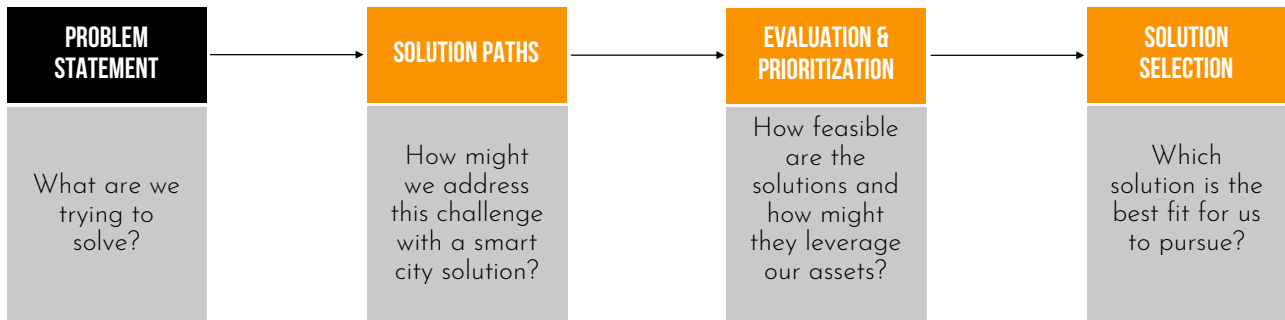 PROBLEM
STATEMENT
What are we
trying to
solve?
SOLUTION PATHS
How might
we address
this challenge
with a smart
city solution?
EVALUATION &
PRIORITIZATION
How feasible
are the
solutions and
how might
they leverage
our assets?
SOLUTION
SELECTION
Which
solution is the
best fit for us
to pursue?